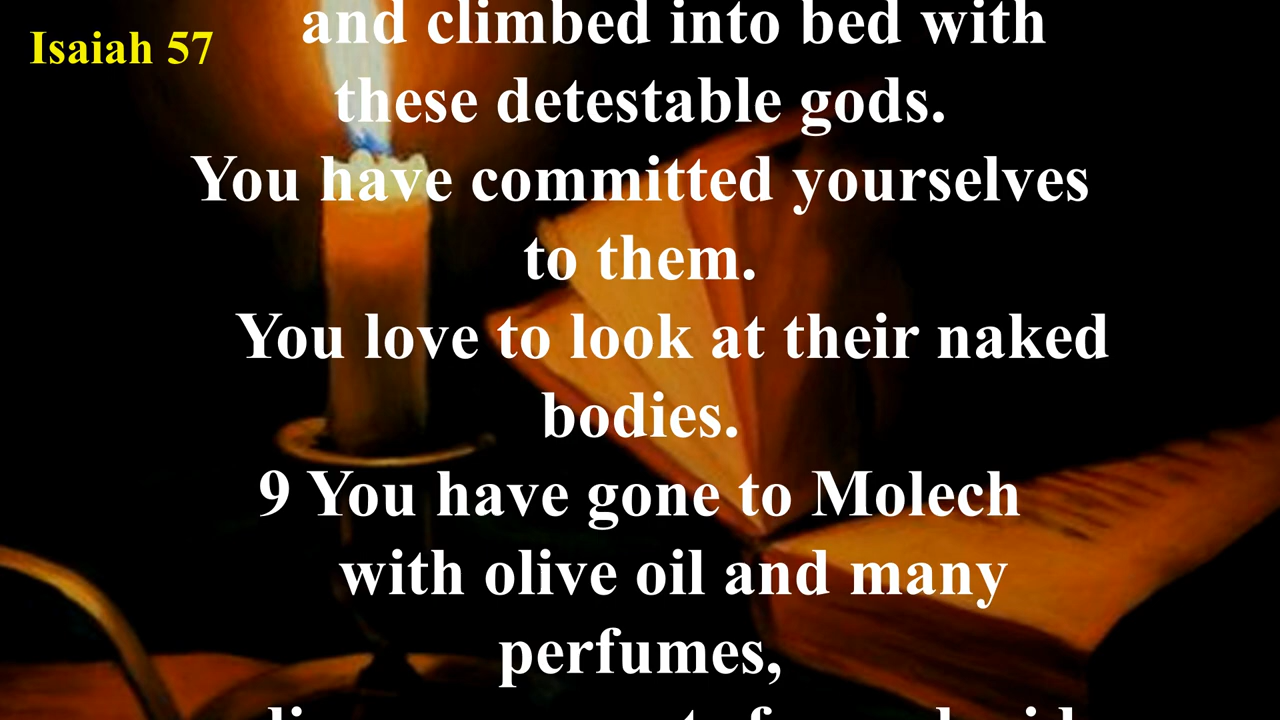 Isaiah 57
and climbed into bed with
these detestable gods.
You have committed yourselves
to them.
You love to look at their naked
bodies.
9 You have gone to Molech
with olive oil and many
perfumes,